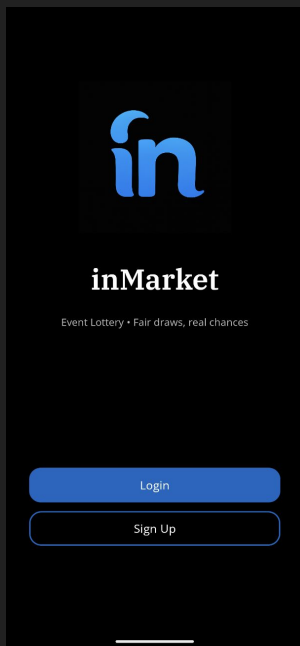 in
inMarket
Event Lottery • Fair draws, real chances
Login
Sign Up